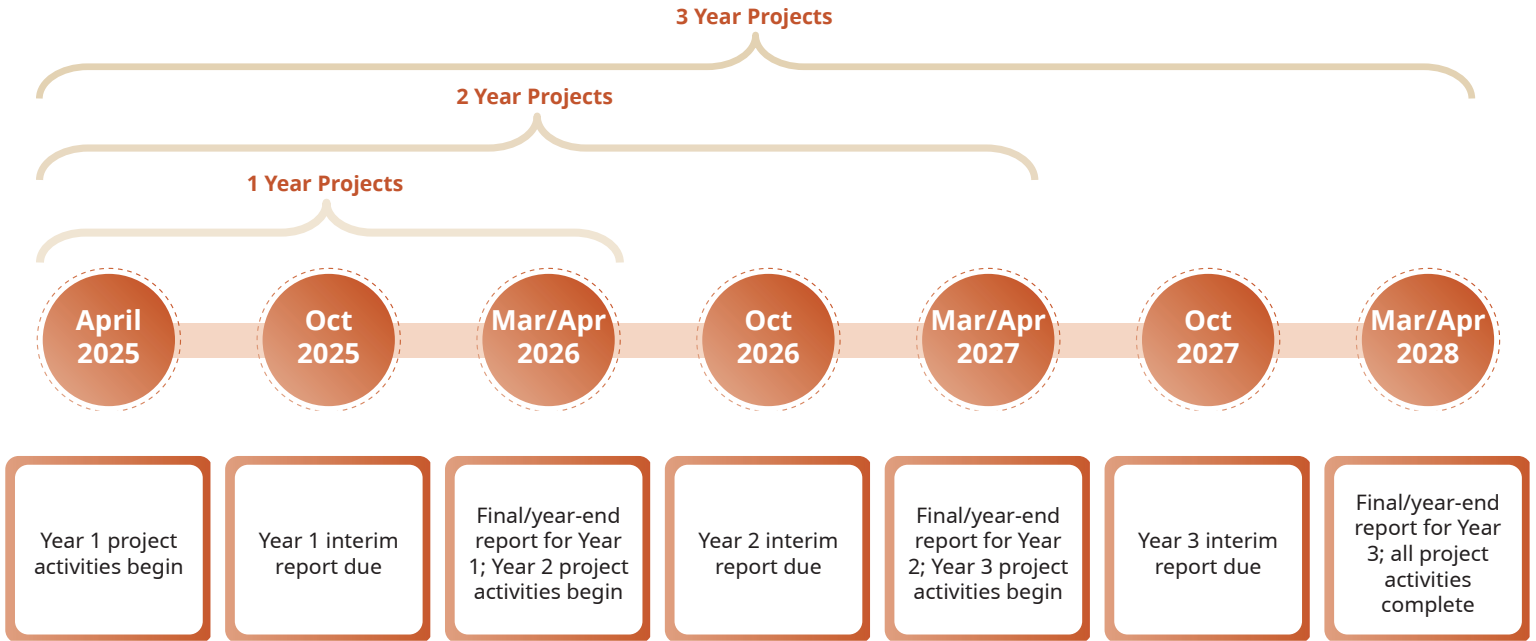 3 Year Projects
2 Year Projects
1 Year Projects
April
2025
Oct
2025
Mar/Apr
2026
Oct
2026
Mar/Apr
2027
Oct
2027
Mar/Apr
2028
Year 1 project
activities begin
Year 1 interim
report due
Final/year-end
report for Year
1; Year 2 project
activities begin
Year 2 interim
report due
Final/year-end
report for Year
2; Year 3 project
activities begin
Year 3 interim
report due
Final/year-end
report for Year
3; all project
activities
complete